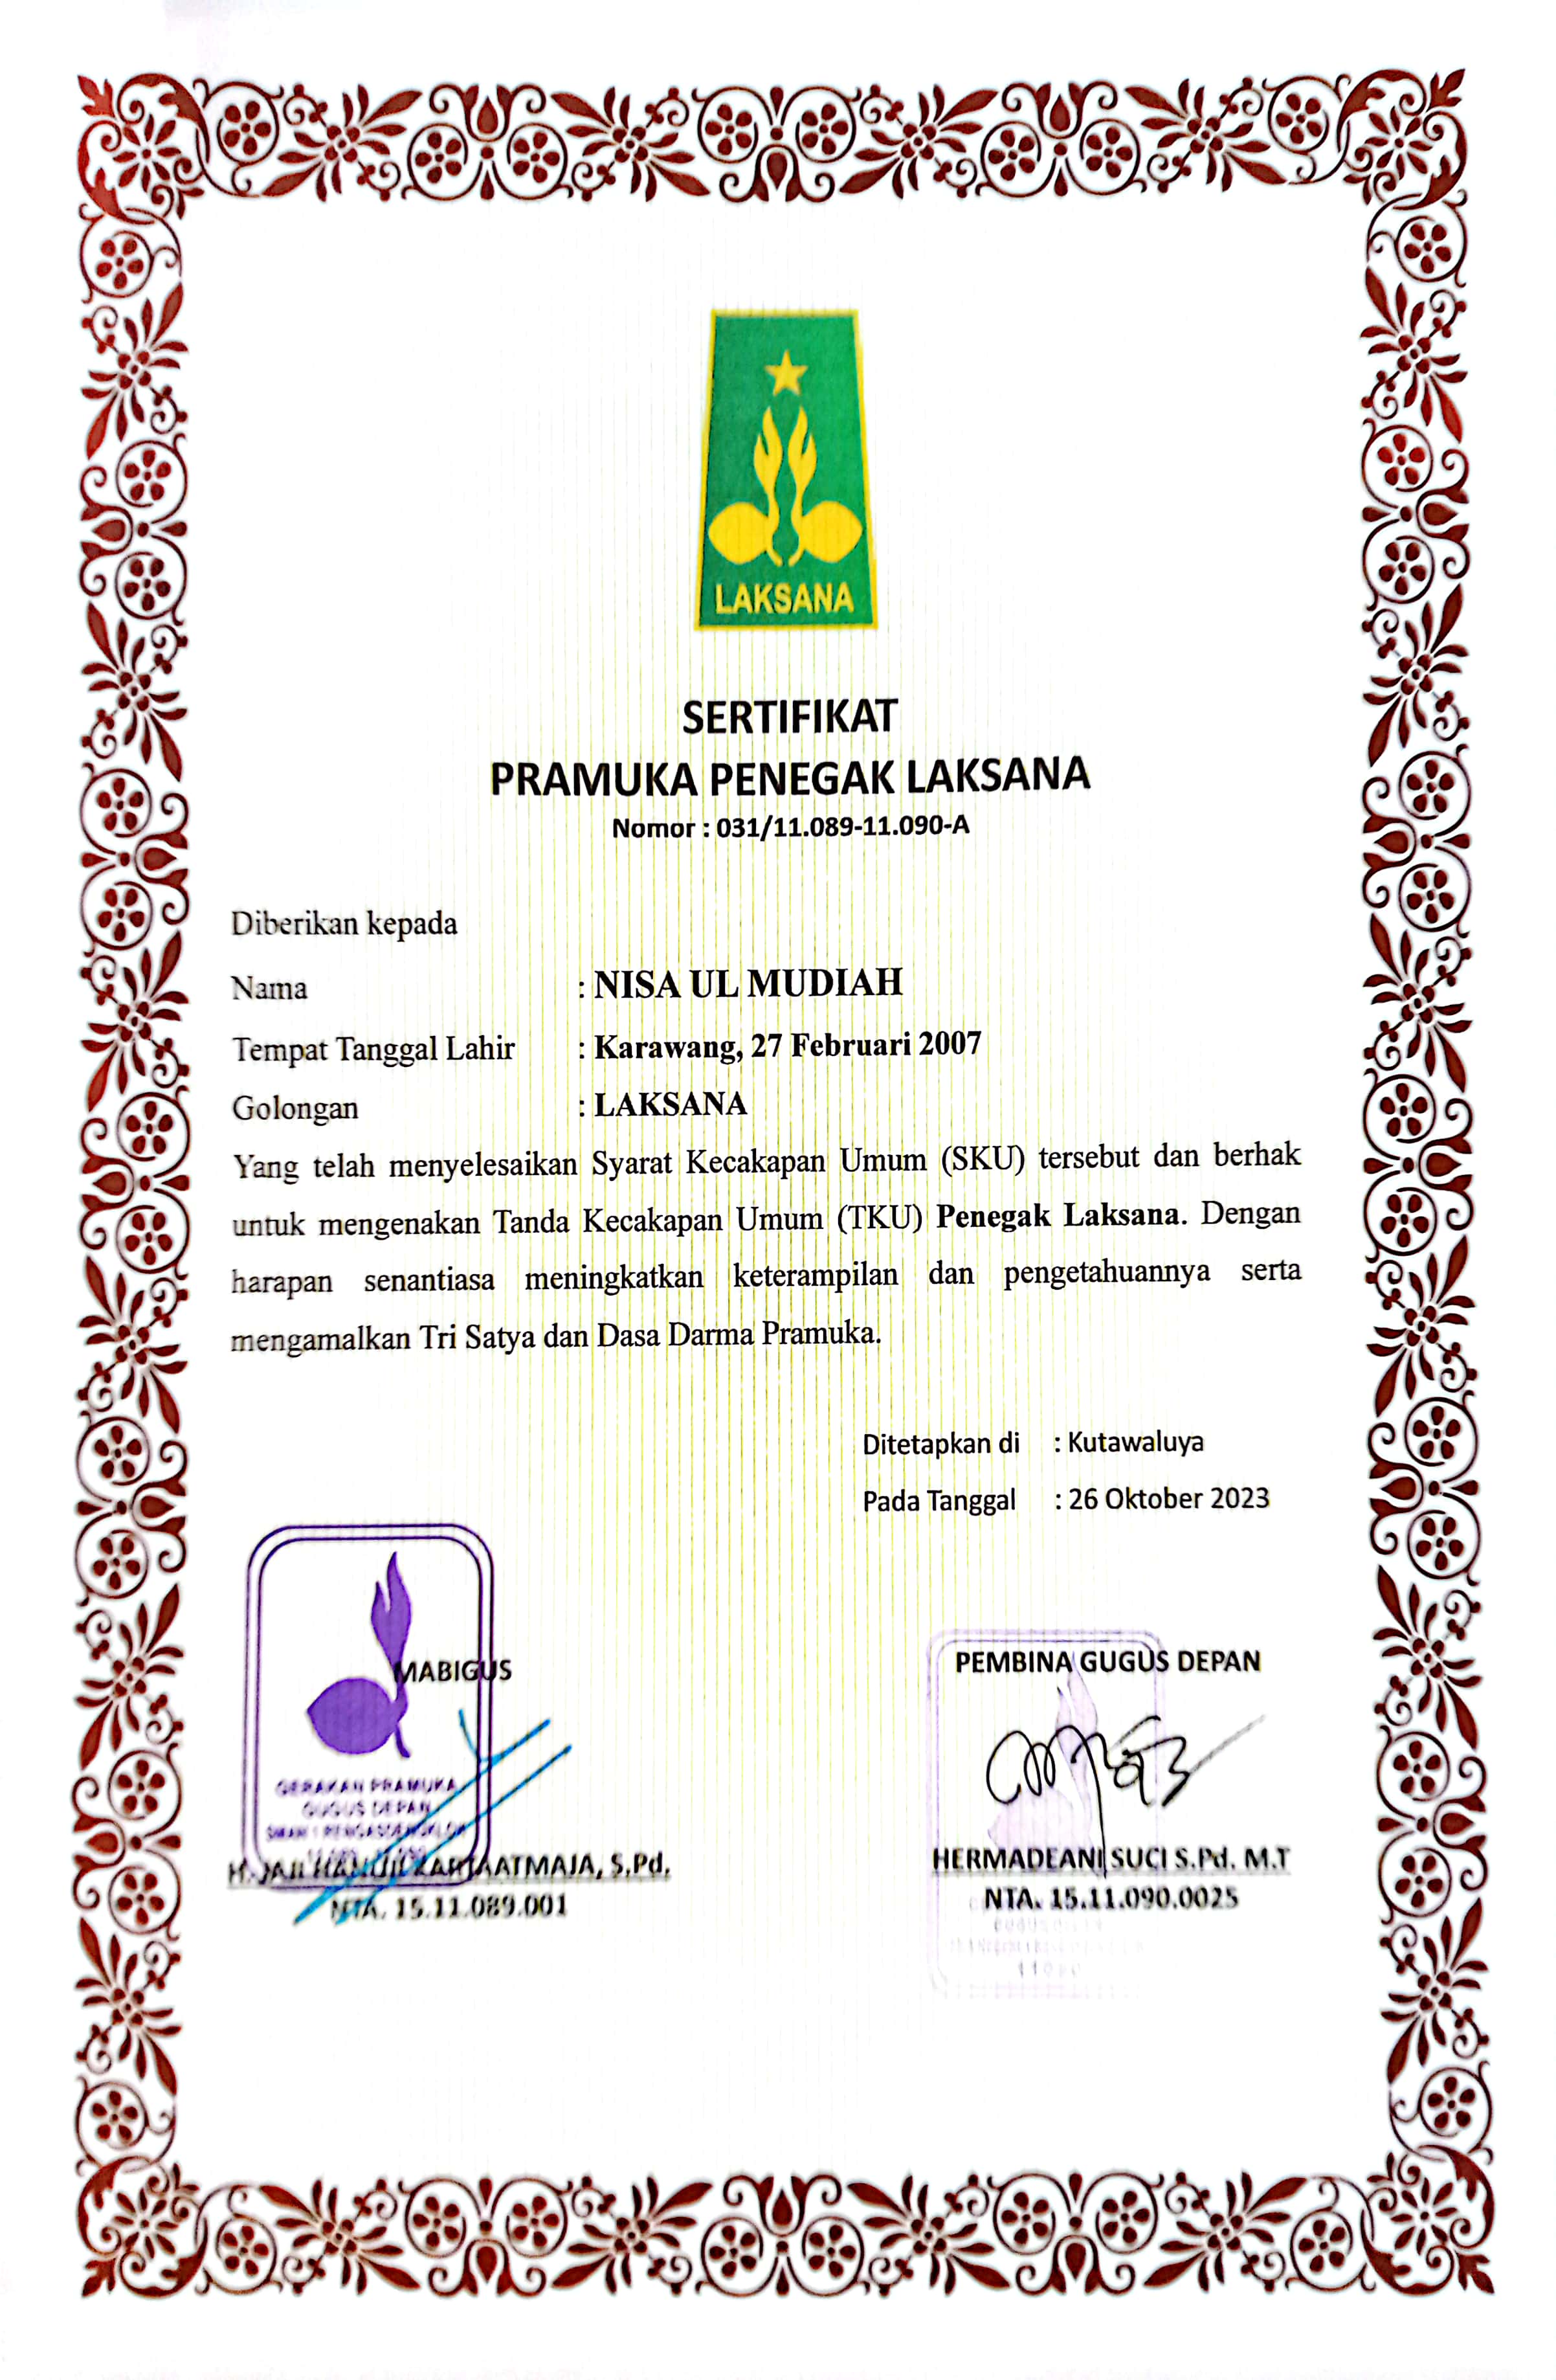 LAKSANA
SERTIFIKAT
PRAMUKA PENEGAK LAKSANA
Nomor : 031/11.089-11.090-A
Diberikan kepada
Nama : NISA UL MUDIAH
Tempat Tanggal Lahir : Karawang, 27 Februari 2007
Golongan : LAKSANA
Yang telah menyelesaikan Syarat Kecakapan Umum (SKU) tersebut dan berhak
untuk mengenakan Tanda Kecakapan Umum (TKU) Penegak Laksana. Dengan
harapan senantiasa meningkatkan keterampilan dan pengetahuannya serta
mengamalkan Tri Satya dan Dasa Darma Pramuka.
Ditetapkan di : Kutawaluya
Pada Tanggal : 26 Oktober 2023
MABIGUS
GERAKAN PRAMUKA
GUGUS DEPAN
SMAN 1 RENGASDENGKLOK
H. S.Pd.
NTA. 15.11.089.001
PEMBINA GUGUS DEPAN
HERMADEANI SUCI S.Pd. M.T
NTA. 15.11.090.0025